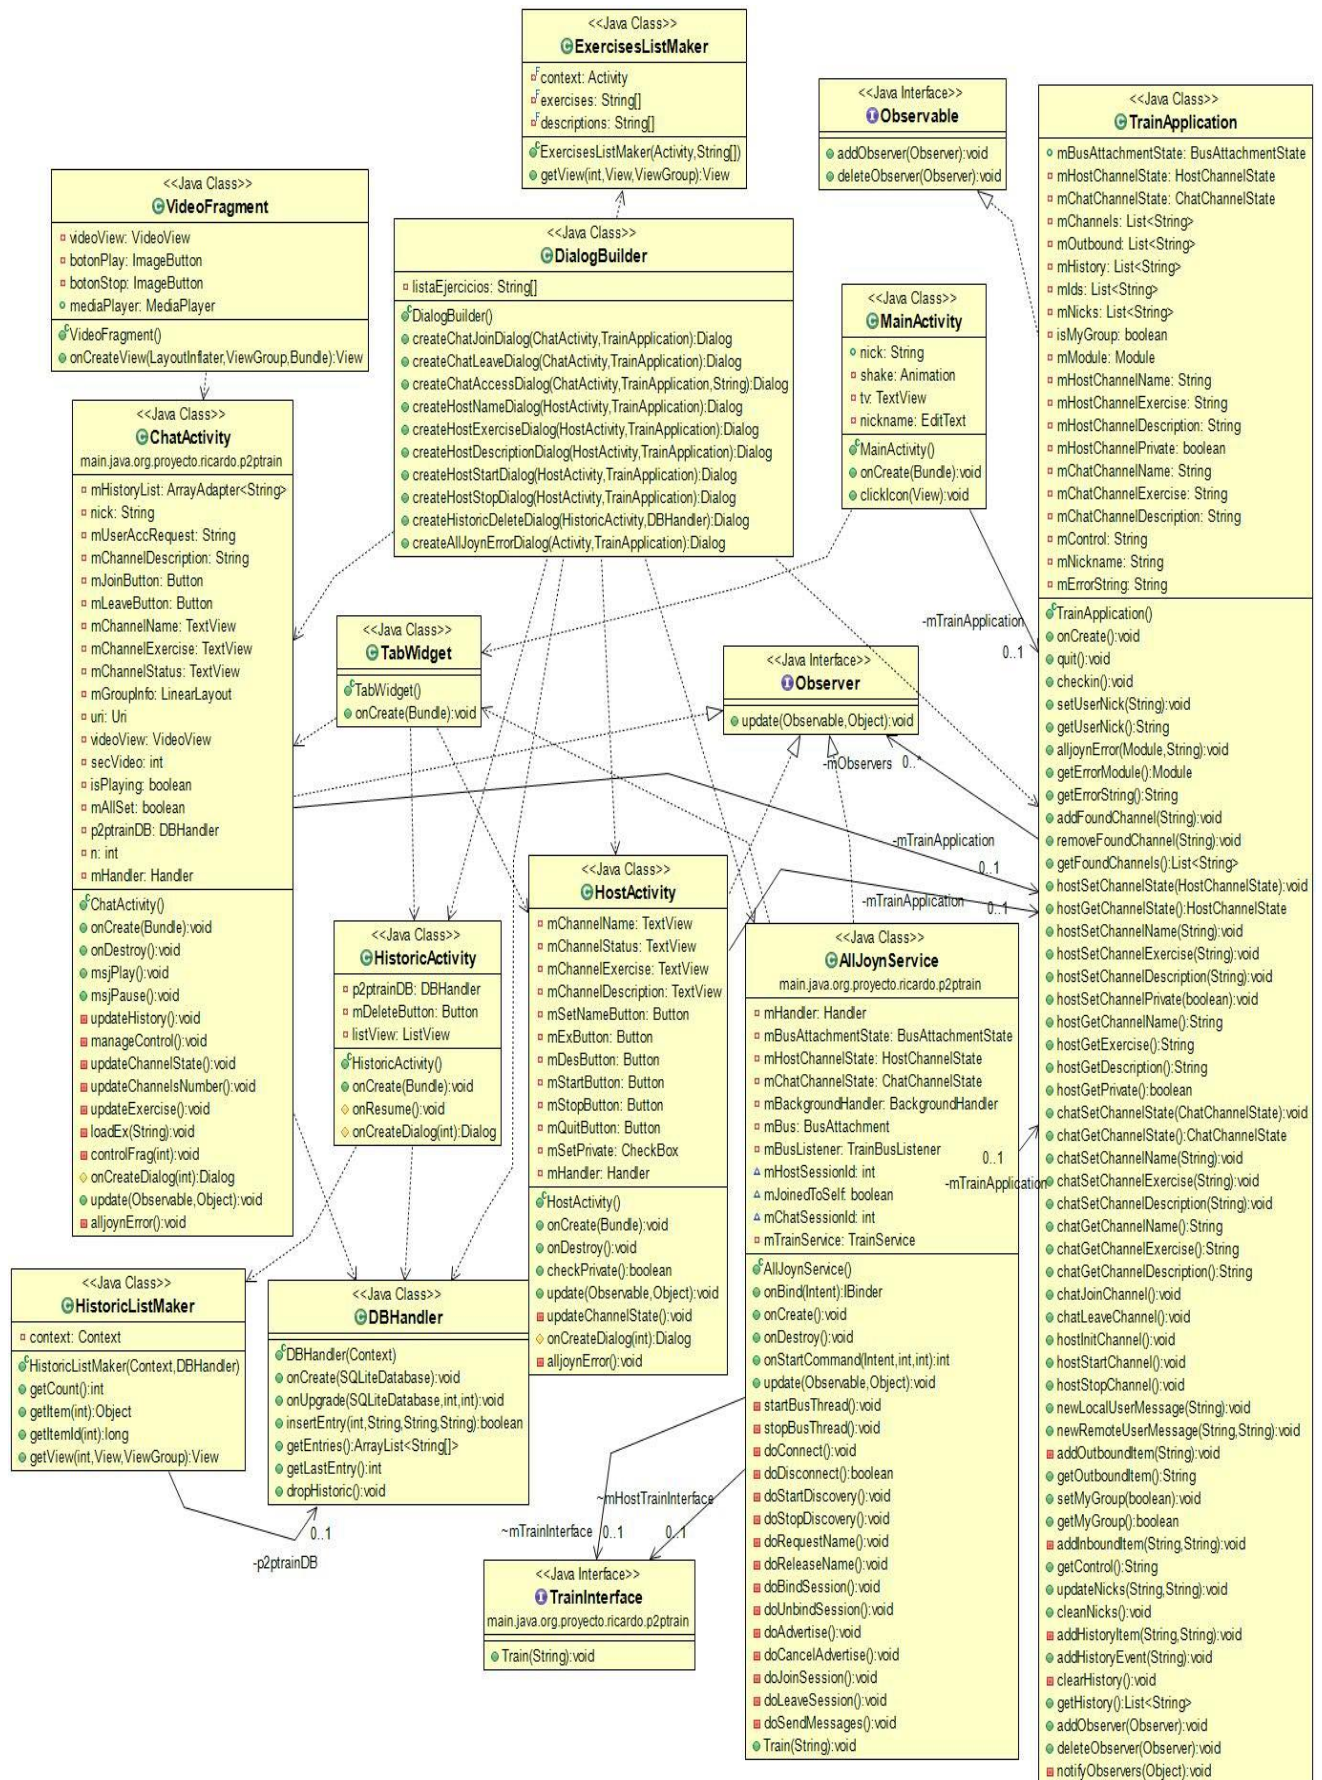 <<Java Class>>
ExercisesListMaker
context: Activity
exercises: String[]
descriptions: String[]
ExercisesListMaker(Activity,String[])
getView(int,View,ViewGroup):View
<<Java Interface>>
Observable
addObserver(Observer):void
deleteObserver(Observer):void
<<Java Class>>
TrainApplication
mBusAttachmentState: BusAttachmentState
mHostChannelState: HostChannelState
mChatChannelState: ChatChannelState
mChannels: List<String>
mOutbound: List<String>
mHistory: List<String>
mIds: List<String>
mNicks: List<String>
isMyGroup: boolean
mModule: Module
mHostChannelName: String
mHostChannelExercise: String
mHostChannelDescription: String
mHostChannelPrivate: boolean
mChatChannelName: String
mChatChannelExercise: String
mChatChannelDescription: String
mControl: String
mNickname: String
mErrorString: String
TrainApplication()
onCreate():void
quit():void
checkin():void
setUserNick(String):void
getUserNick():String
alljoynError(Module,String):void
getErrorModule():Module
getErrorString():String
addFoundChannel(String):void
removeFoundChannel(String):void
getFoundChannels():List<String>
hostSetChannelState(HostChannelState):void
hostGetChannelState():HostChannelState
hostSetChannelName(String):void
hostSetChannelExercise(String):void
hostSetChannelDescription(String):void
hostSetChannelPrivate(boolean):void
hostGetChannelName():String
hostGetExercise():String
hostGetDescription():String
hostGetPrivate():boolean
chatSetChannelState(ChatChannelState):void
chatGetChannelState():ChatChannelState
chatSetChannelName(String):void
chatSetChannelExercise(String):void
chatSetChannelDescription(String):void
chatGetChannelName():String
chatGetChannelExercise():String
chatGetChannelDescription():String
chatJoinChannel():void
chatLeaveChannel():void
hostInitChannel():void
hostStartChannel():void
hostStopChannel():void
newLocalUserMessage(String):void
newRemoteUserMessage(String,String):void
addOutboundItem(String):void
getOutboundItem():String
setMyGroup(boolean):void
getMyGroup():boolean
addInboundItem(String,String):void
getControl():String
updateNicks(String,String):void
cleanNicks():void
addHistoryItem(String,String):void
addHistoryEvent(String):void
clearHistory():void
getHistory():List<String>
addObserver(Observer):void
deleteObserver(Observer):void
notifyObservers(Object):void
<<Java Class>>
VideoFragment
videoView: VideoView
botonPlay: ImageButton
botonStop: ImageButton
mediaPlayer: MediaPlayer
VideoFragment()
onCreateView(LayoutInflater,ViewGroup,Bundle):View
<<Java Class>>
DialogBuilder
listaEjercicios: String[]
DialogBuilder()
createChatJoinDialog(ChatActivity,TrainApplication):Dialog
createChatLeaveDialog(ChatActivity,TrainApplication):Dialog
createChatAccessDialog(ChatActivity,TrainApplication,String):Dialog
createHostNameDialog(HostActivity,TrainApplication):Dialog
createHostExerciseDialog(HostActivity,TrainApplication):Dialog
createHostDescriptionDialog(HostActivity,TrainApplication):Dialog
createHostStartDialog(HostActivity,TrainApplication):Dialog
createHostStopDialog(HostActivity,TrainApplication):Dialog
createHistoricDeleteDialog(HistoricActivity,DBHandler):Dialog
createAllJoynErrorDialog(Activity,TrainApplication):Dialog
<<Java Class>>
MainActivity
nick: String
shake: Animation
tv: TextView
nickname: EditText
MainActivity()
onCreate(Bundle):void
clickIcon(View):void
<<Java Class>>
ChatActivity
main.java.org.proyecto.ricardo.p2ptrain
mHistoryList: ArrayAdapter<String>
nick: String
mUserAccRequest: String
mChannelDescription: String
mJoinButton: Button
mLeaveButton: Button
mChannelName: TextView
mChannelExercise: TextView
mChannelStatus: TextView
mGroupInfo: LinearLayout
uri: Uri
videoView: VideoView
secVideo: int
isPlaying: boolean
mAllSet: boolean
p2ptrainDB: DBHandler
n: int
mHandler: Handler
ChatActivity()
onCreate(Bundle):void
onDestroy():void
msjPlay():void
msjPause():void
updateHistory():void
manageControl():void
updateChannelState():void
updateChannelsNumber():void
updateExercise():void
loadEx(String):void
controlFrag(int):void
onCreateDialog(int):Dialog
update(Observable,Object):void
alljoynError():void
<<Java Class>>
TabWidget
TabWidget()
onCreate(Bundle):void
<<Java Interface>>
Observer
update(Observable,Object):void
-mTrainApplication
0..1
-mObservers
0..*
-mTrainApplication
0..1
-mTrainApplication
0..1
<<Java Class>>
HistoricActivity
p2ptrainDB: DBHandler
mDeleteButton: Button
listView: ListView
HistoricActivity()
onCreate(Bundle):void
onResume():void
onCreateDialog(int):Dialog
<<Java Class>>
HostActivity
mChannelName: TextView
mChannelStatus: TextView
mChannelExercise: TextView
mChannelDescription: TextView
mSetNameButton: Button
mExButton: Button
mDesButton: Button
mStartButton: Button
mStopButton: Button
mQuitButton: Button
mSetPrivate: CheckBox
mHandler: Handler
HostActivity()
onCreate(Bundle):void
onDestroy():void
checkPrivate():boolean
update(Observable,Object):void
updateChannelState():void
onCreateDialog(int):Dialog
alljoynError():void
<<Java Class>>
AllJoynService
main.java.org.proyecto.ricardo.p2ptrain
mHandler: Handler
mBusAttachmentState: BusAttachmentState
mHostChannelState: HostChannelState
mChatChannelState: ChatChannelState
mBackgroundHandler: BackgroundHandler
mBus: BusAttachment
mBusListener: TrainBusListener
mHostSessionId: int
mJoinedToSelf: boolean
mChatSessionId: int
mTrainService: TrainService
AllJoynService()
onBind(Intent):IBinder
onCreate():void
onDestroy():void
onStartCommand(Intent,int,int):int
update(Observable,Object):void
startBusThread():void
stopBusThread():void
doConnect():void
doDisconnect():boolean
doStartDiscovery():void
doStopDiscovery():void
doRequestName():void
doReleaseName():void
doBindSession():void
doUnbindSession():void
doAdvertise():void
doCancelAdvertise():void
doJoinSession():void
doLeaveSession():void
doSendMessages():void
Train(String):void
0..1
-mTrainApplication
<<Java Class>>
HistoricListMaker
context: Context
HistoricListMaker(Context,DBHandler)
getCount():int
getItem(int):Object
getItemId(int):long
getView(int,View,ViewGroup):View
<<Java Class>>
DBHandler
DBHandler(Context)
onCreate(SQLiteDatabase):void
onUpgrade(SQLiteDatabase,int,int):void
insertEntry(int,String,String,String):boolean
getEntries():ArrayList<String[]>
getLastEntry():int
dropHistoric():void
0..1
-p2ptrainDB
~mHostTrainInterface
~mTrainInterface
0..1
0..1
<<Java Interface>>
TrainInterface
main.java.org.proyecto.ricardo.p2ptrain
Train(String):void